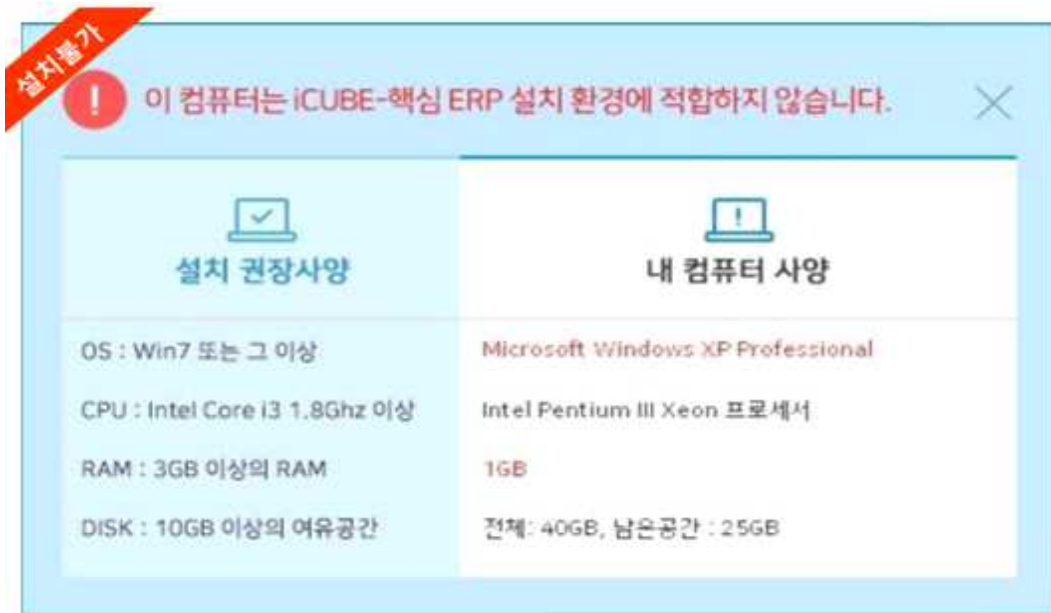 설치불가
! 이 컴퓨터는 iCUBE-핵심 ERP 설치 환경에 적합하지 않습니다.
설치 권장사양
내 컴퓨터 사양
OS : Win7 또는 그 이상
Microsoft Windows XP Professional
CPU : Intel Core i3 1.8Ghz 이상
Intel Pentium III Xeon 프로세서
RAM : 3GB 이상의 RAM
1GB
DISK : 10GB 이상의 여유공간
전체: 40GB, 남은공간 : 25GB